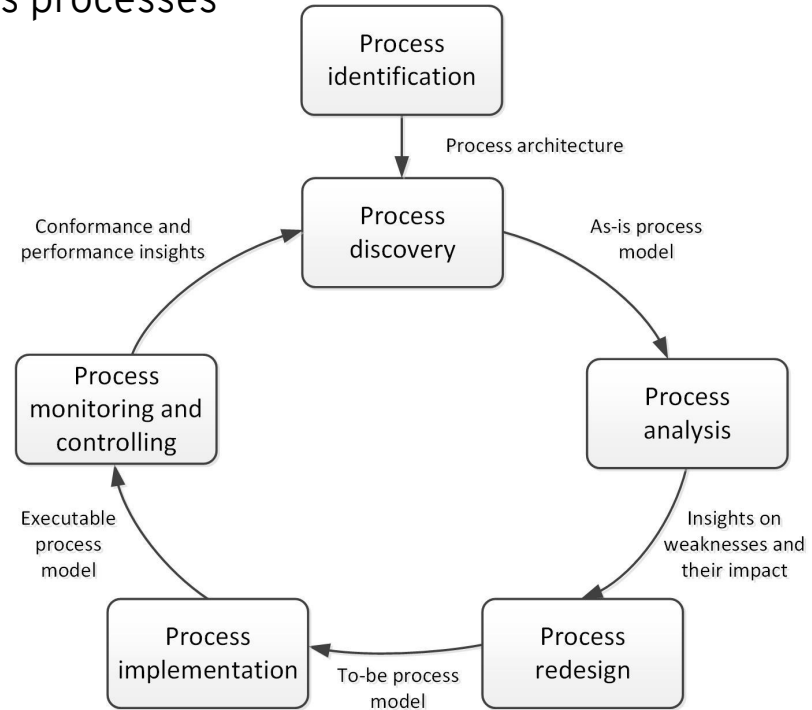 s processes
Process
identification
Process architecture
Process
discovery
Conformance and
performance insights
As-is process
model
Process
monitoring and
controlling
Process
analysis
Executable
process
model
Insights on
weaknesses and
their impact
Process
implementation
To-be process
model
Process
redesign